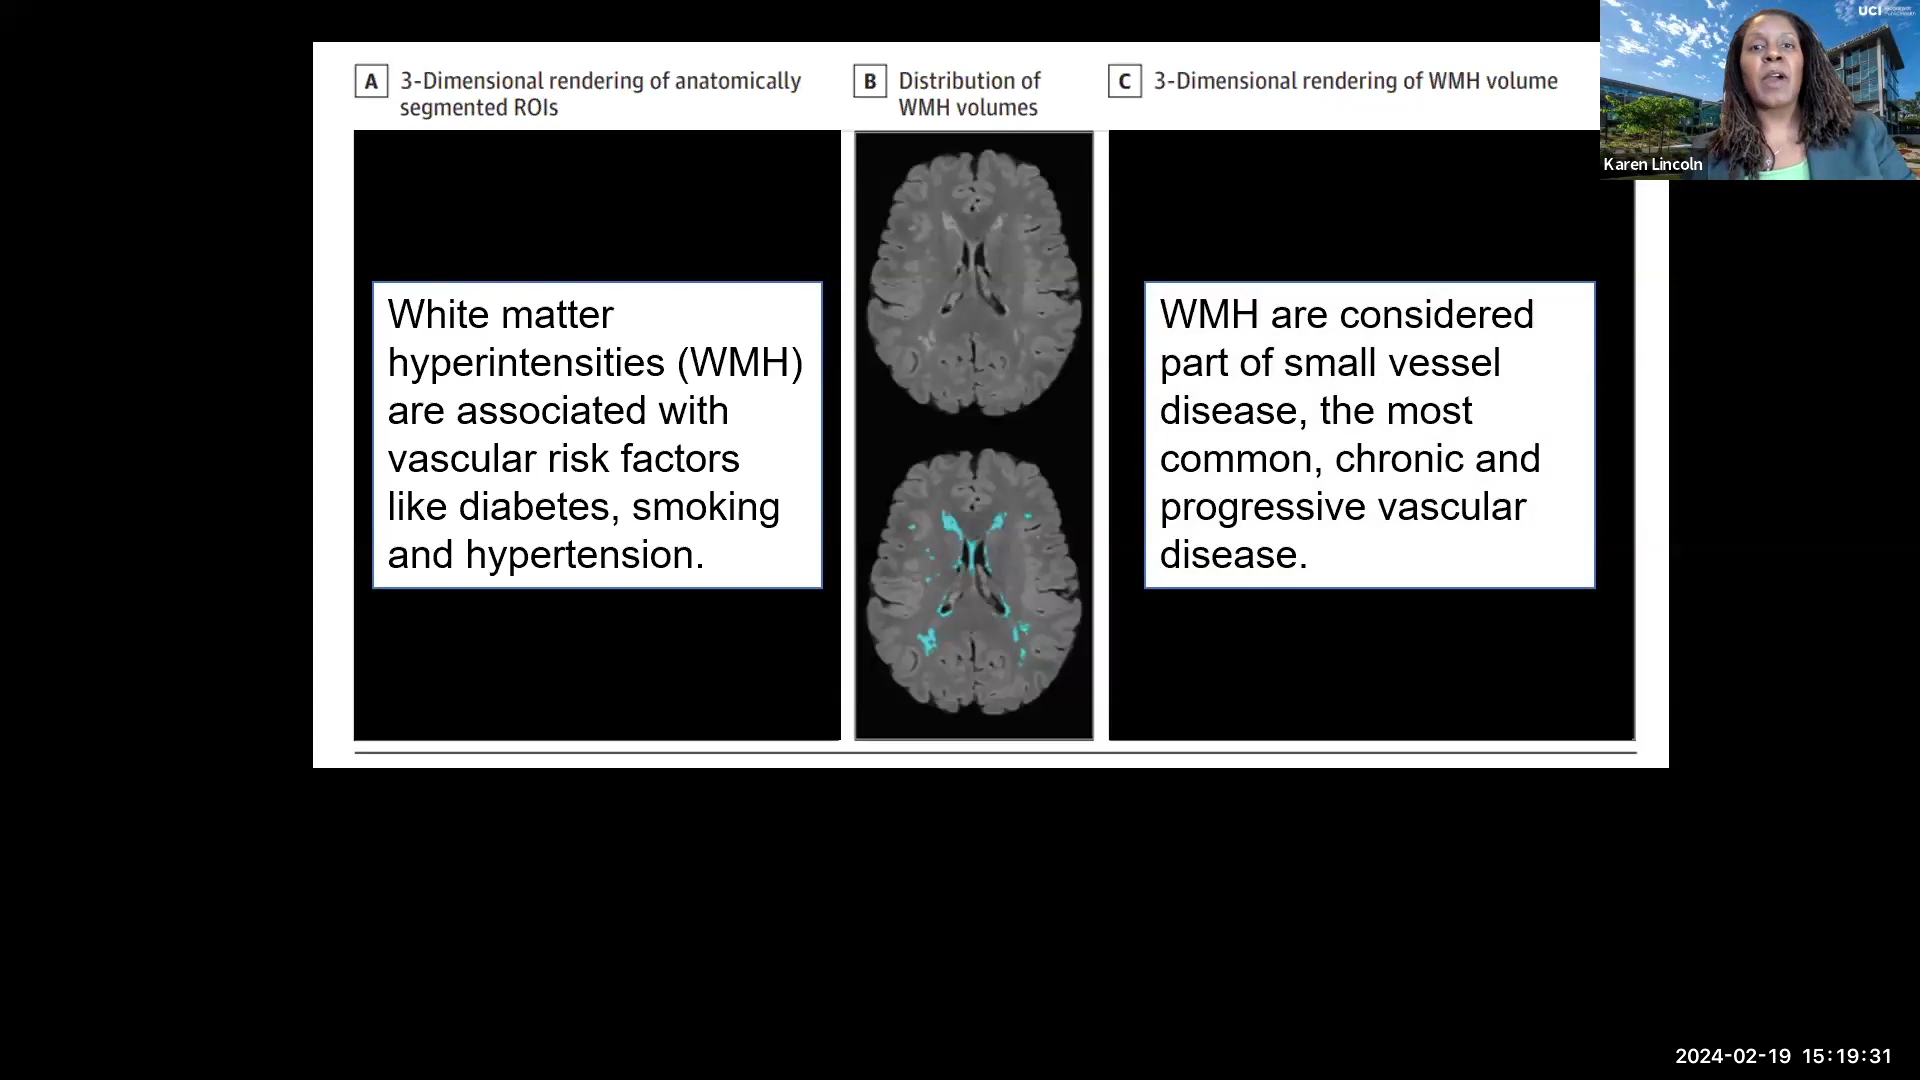 A 3-Dimensional rendering of anatomically
segmented ROIs
B Distribution of
WMH volumes
C 3-Dimensional rendering of WMH volume
UCI
Karen Lincoln
White matter
hyperintensities (WMH)
are associated with
vascular risk factors
like diabetes, smoking
and hypertension.
WMH are considered
part of small vessel
disease, the most
common, chronic and
progressive vascular
disease.
2024-02-19 15:19:31